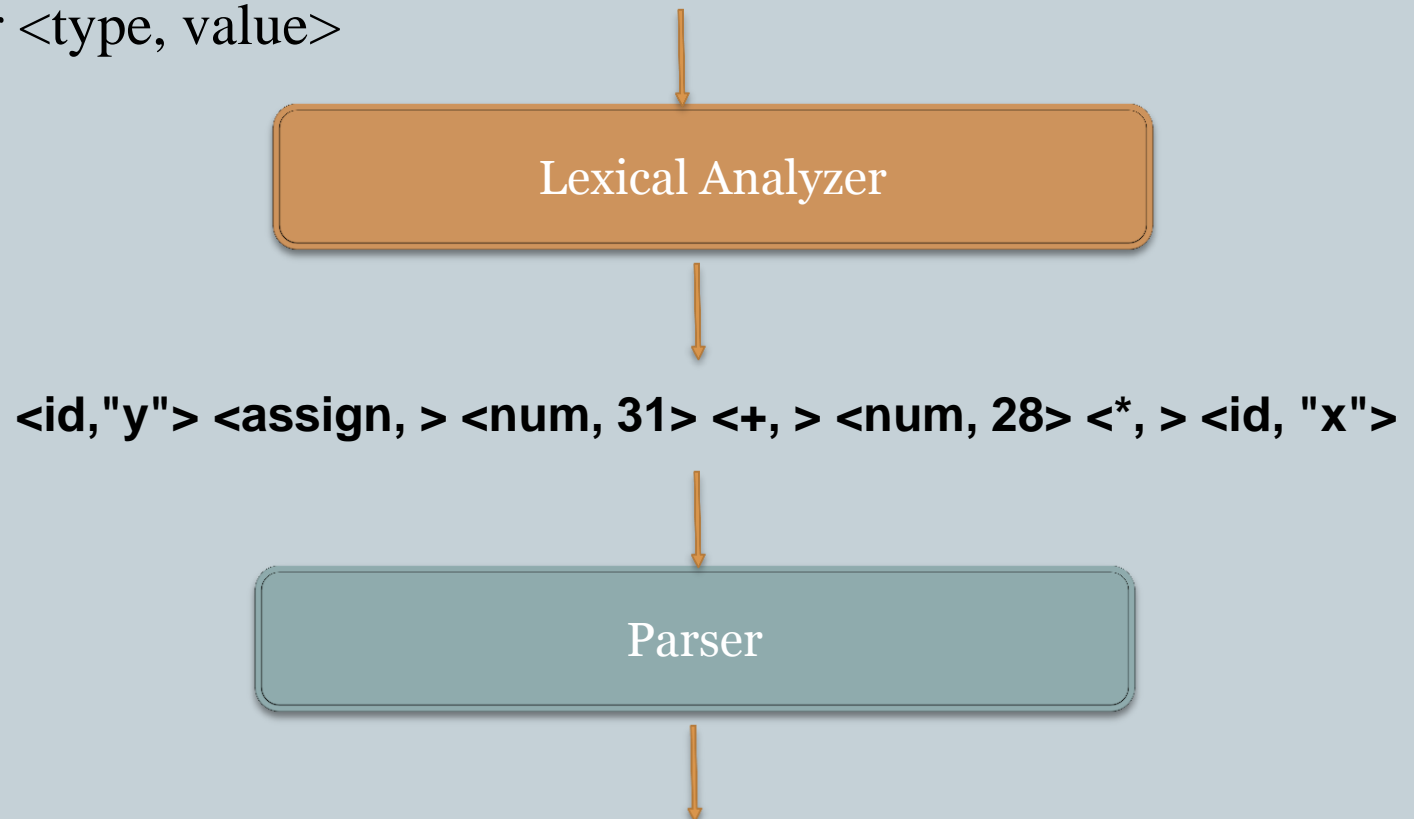 <type, value>
Lexical Analyzer
<id,"y"> <assign, > <num, 31> <+, > <num, 28> <*, > <id, "x">
Parser